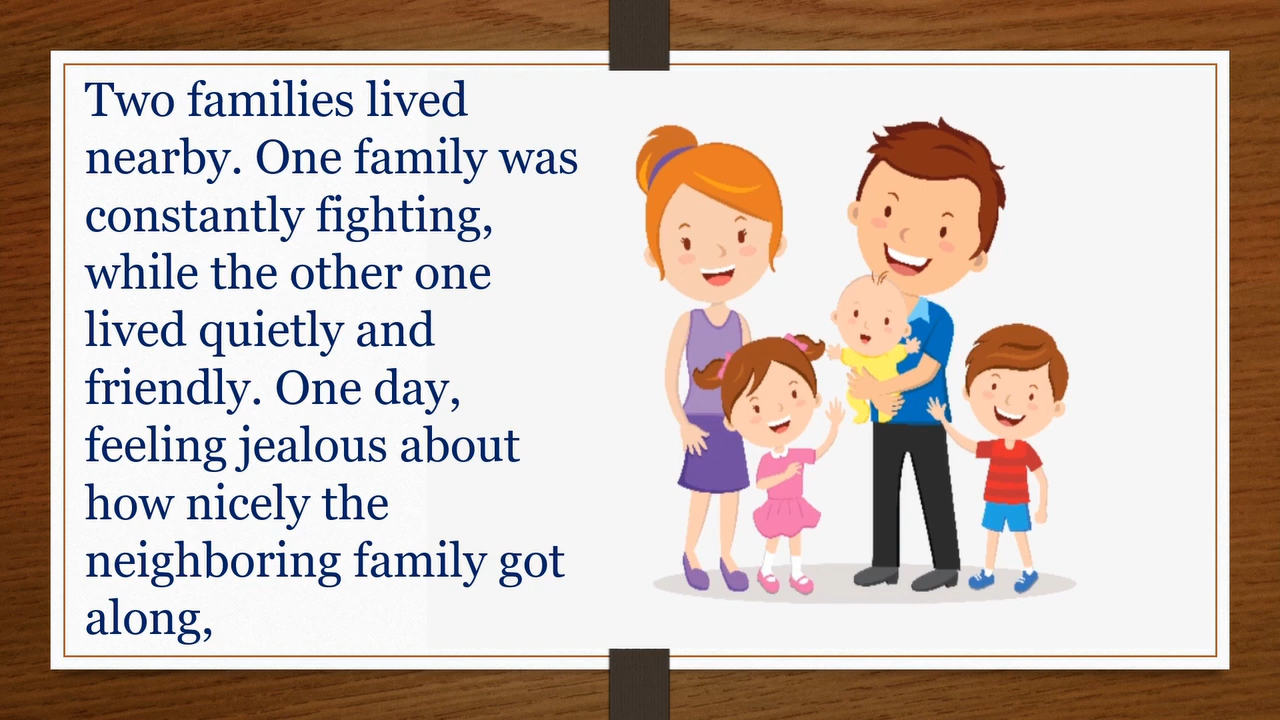 Two families lived
nearby. One family was
constantly fighting,
while the other one
lived quietly and
friendly. One day,
feeling jealous about
how nicely the
neighboring family got
along,